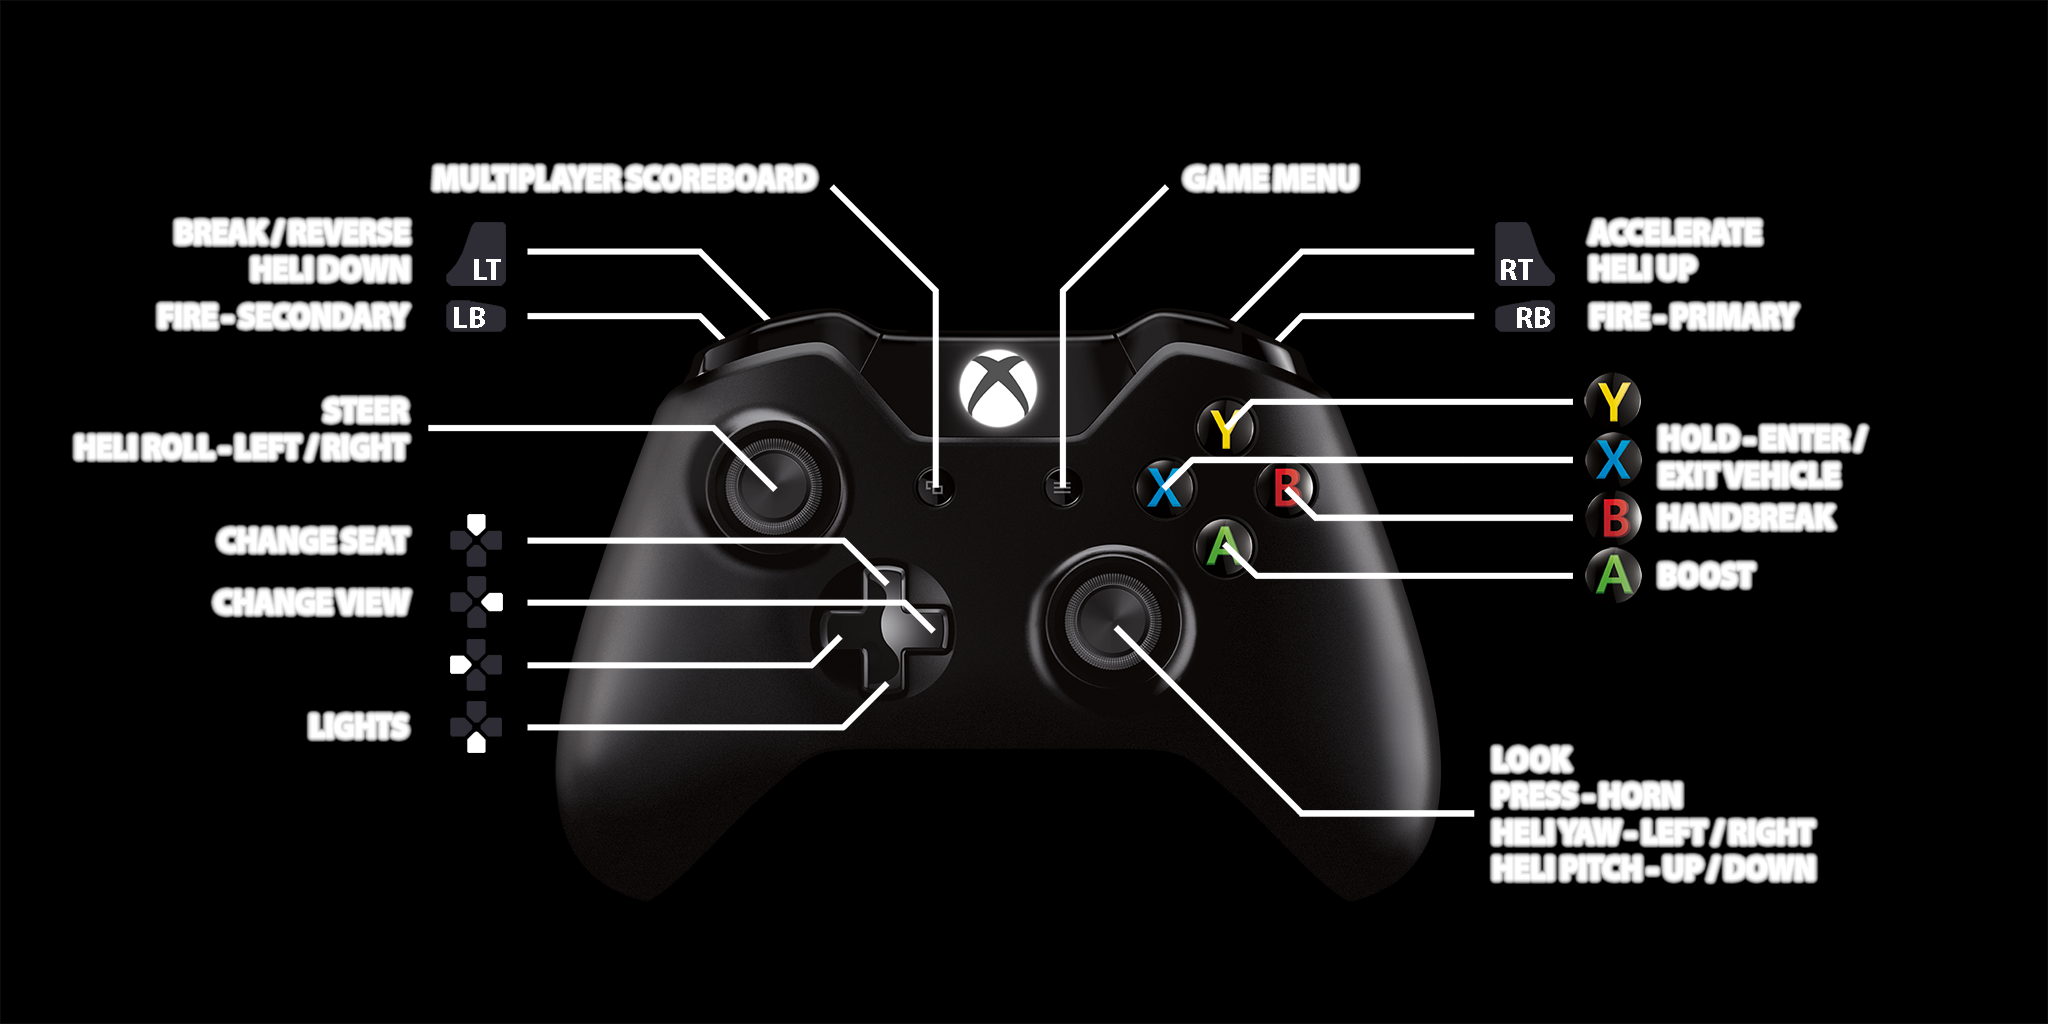 MULTIPLAYER SCOREBOARD
GAME MENU
BREAK / REVERSE
HELI DOWN
LT
FIRE - SECONDARY
LB
RT
ACCELERATE
HELI UP
RB
FIRE - PRIMARY
STEER
HELI ROLL - LEFT / RIGHT
Y
X
B
A
Y
X
HOLD - ENTER /
EXIT VEHICLE
B
HANDBREAK
A
BOOST
CHANGE SEAT
CHANGE VIEW
LIGHTS
LOOK
PRESS - HORN
HELI YAW - LEFT / RIGHT
HELI PITCH - UP / DOWN